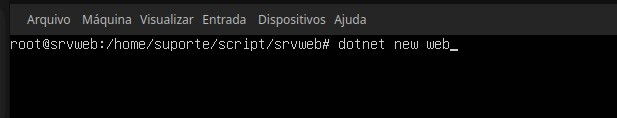 Arquivo Máquina Visualizar Entrada Dispositivos Ajuda
root@srvweb:/home/suporte/script/srvweb# dotnet new web_